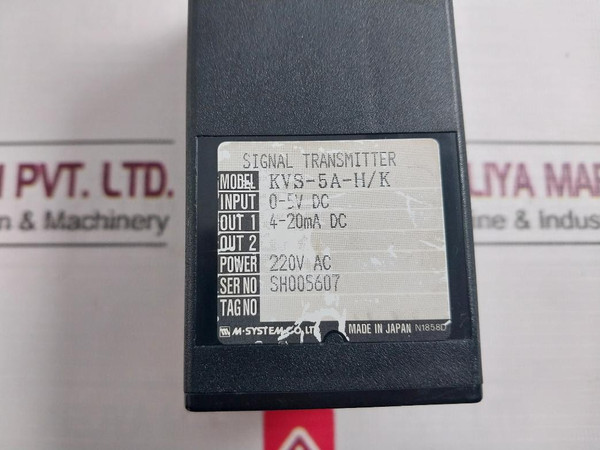 SIGNAL TRANSMITTER
MODEL KVS-5A-H/K
INPUT 0-5V DC
OUT 1 4-20mA DC
OUT 2
POWER 220V AC
SER NO SH005607
TAG NO
M-SYSTEM CO., LTD. MADE IN JAPAN N1858D
PVT. LTD.
& Machinery
LIYA MAR
ne & Indus